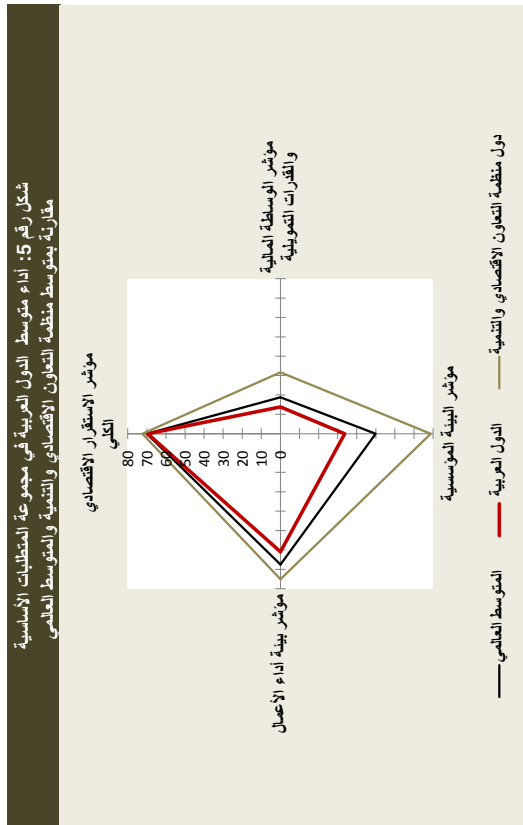 شكل رقم 5: أداء متوسط الدول العربية في مجموعة المتطلبات الأساسية
مقارنة بمتوسط منظمة التعاون الاقتصادي والتنمية والمتوسط العالمي
مؤشر الاستقرار الاقتصادي
الكلي
80
70
60
50
40
30
20
10
0
مؤشر الوساطة المالية
والقدرات التمويلية
مؤشر البيئة المؤسسية
مؤشر بيئة أداء الأعمال
دول منظمة التعاون الاقتصادي والتنمية
الدول العربية
المتوسط العالمي